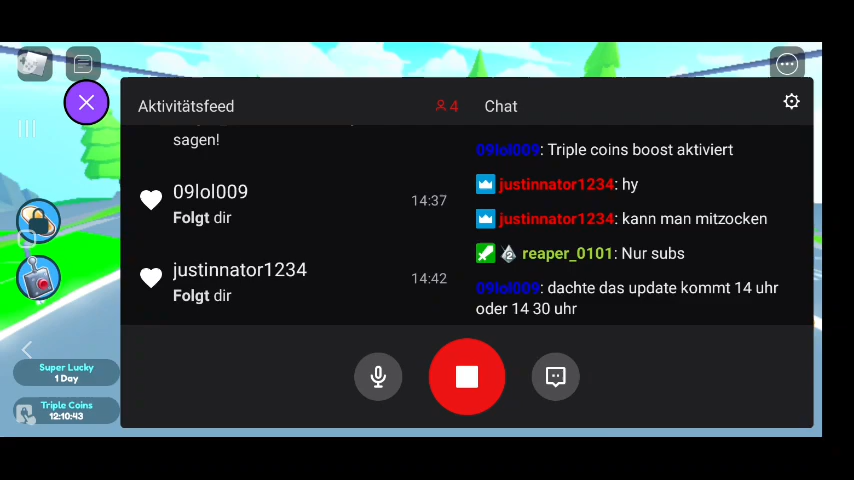 Aktivitätsfeed
4
sagen!
09lol009
Folgt dir
14:37
justinnator1234
Folgt dir
14:42
Chat
09lol009: Triple coins boost aktiviert
justinnator1234: hy
justinnator1234: kann man mitzocken
2 reaper_0101: Nur subs
09lol009: dachte das update kommt 14 uhr
oder 14 30 uhr
Super Lucky
1 Day
Triple Coins
12:10:43